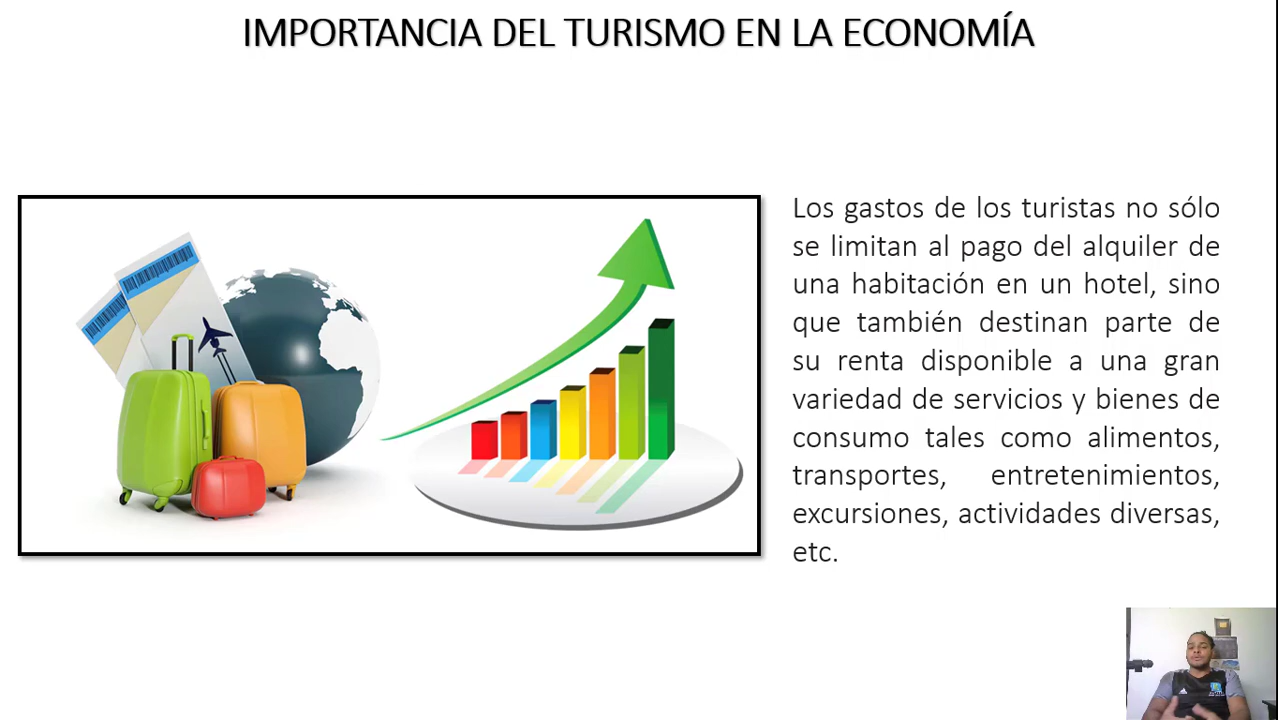 IMPORTANCIA DEL TURISMO EN LA ECONOMÍA
Los gastos de los turistas no sólo
se limitan al pago del alquiler de
una habitación en un hotel, sino
que también destinan parte de
su renta disponible a una gran
variedad de servicios y bienes de
consumo tales como alimentos,
transportes, entretenimientos,
excursiones, actividades diversas,
etc.